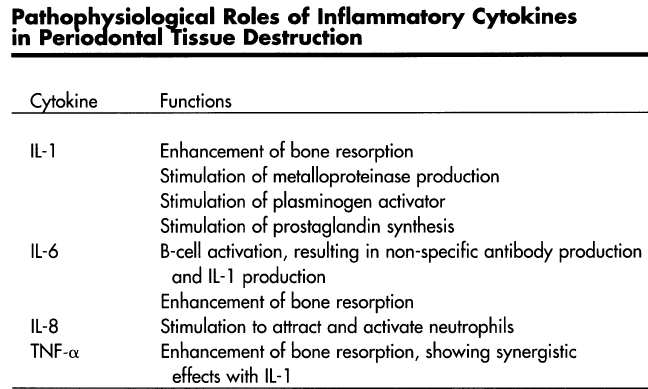 Pathophysiological Roles of Inflammatory Cytokines
in Periodontal Tissue Destruction
Cytokine Functions
IL-1 Enhancement of bone resorption
Stimulation of metalloproteinase production
Stimulation of plasminogen activator
Stimulation of prostaglandin synthesis
IL-6 B-cell activation, resulting in non-specific antibody production
and IL-1 production
Enhancement of bone resorption
IL-8 Stimulation to attract and activate neutrophils
TNF-α Enhancement of bone resorption, showing synergistic
effects with IL-1